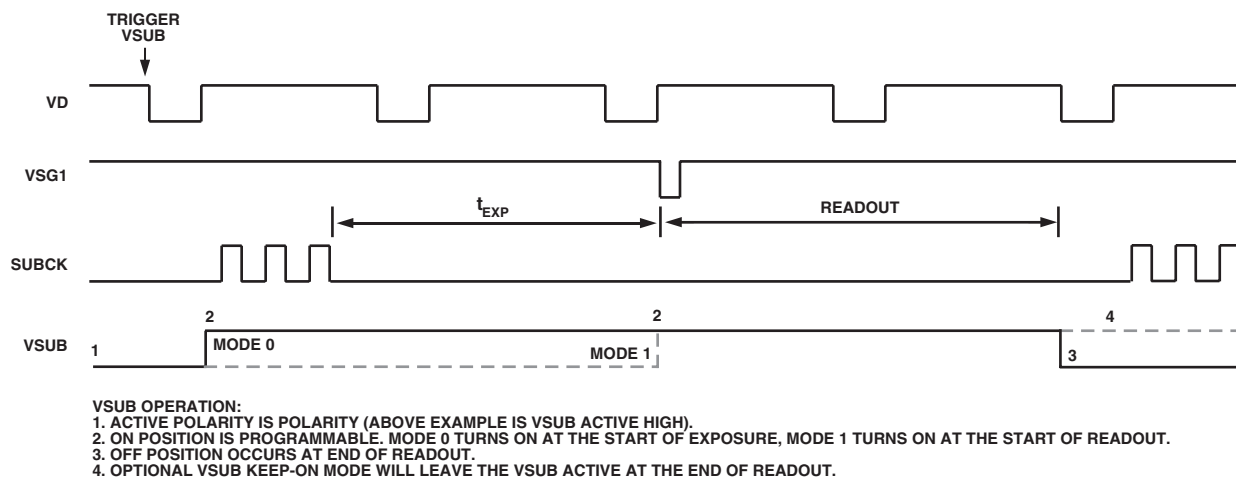 TRIGGER
VSUB
VD
VSG1
tEXP
READOUT
SUBCK
2
2
4
VSUB
1
MODE 0
MODE 1
3
VSUB OPERATION:
1. ACTIVE POLARITY IS POLARITY (ABOVE EXAMPLE IS VSUB ACTIVE HIGH).
2. ON POSITION IS PROGRAMMABLE. MODE 0 TURNS ON AT THE START OF EXPOSURE, MODE 1 TURNS ON AT THE START OF READOUT.
3. OFF POSITION OCCURS AT END OF READOUT.
4. OPTIONAL VSUB KEEP-ON MODE WILL LEAVE THE VSUB ACTIVE AT THE END OF READOUT.